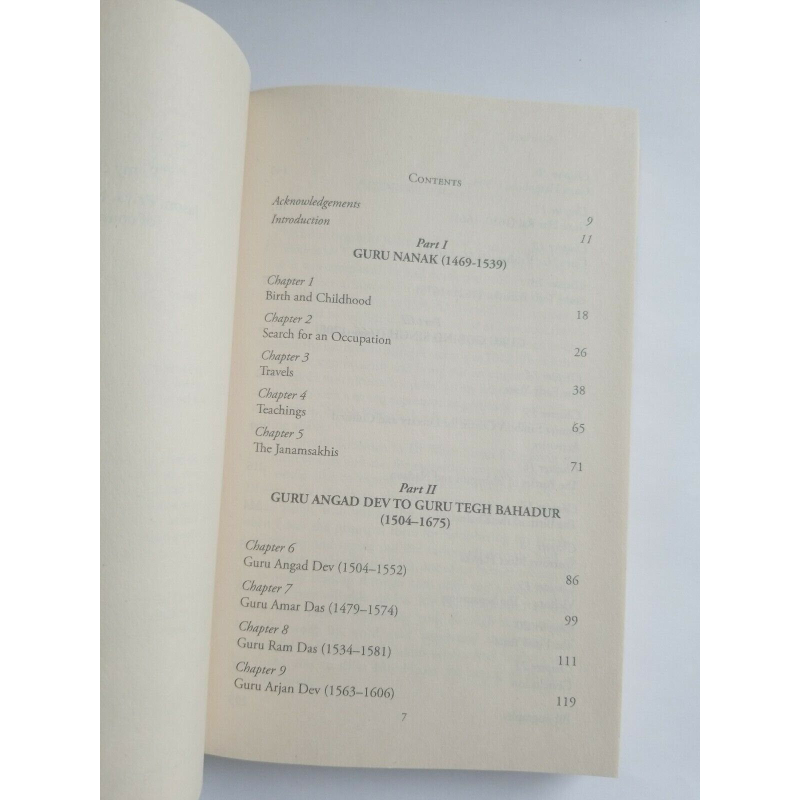 CONTENTS
Acknowledgements 9
Introduction 11
Part I
GURU NANAK (1469-1539)
Chapter 1
Birth and Childhood 18
Chapter 2
Search for an Occupation 26
Chapter 3
Travels 38
Chapter 4
Teachings 65
Chapter 5
The Janamsakhis 71
Part II
GURU ANGAD DEV TO GURU TEGH BAHADUR
(1504–1675)
Chapter 6
Guru Angad Dev (1504–1552) 86
Chapter 7
Guru Amar Das (1479–1574) 99
Chapter 8
Guru Ram Das (1534–1581) 111
Chapter 9
Guru Arjan Dev (1563–1606) 119
7